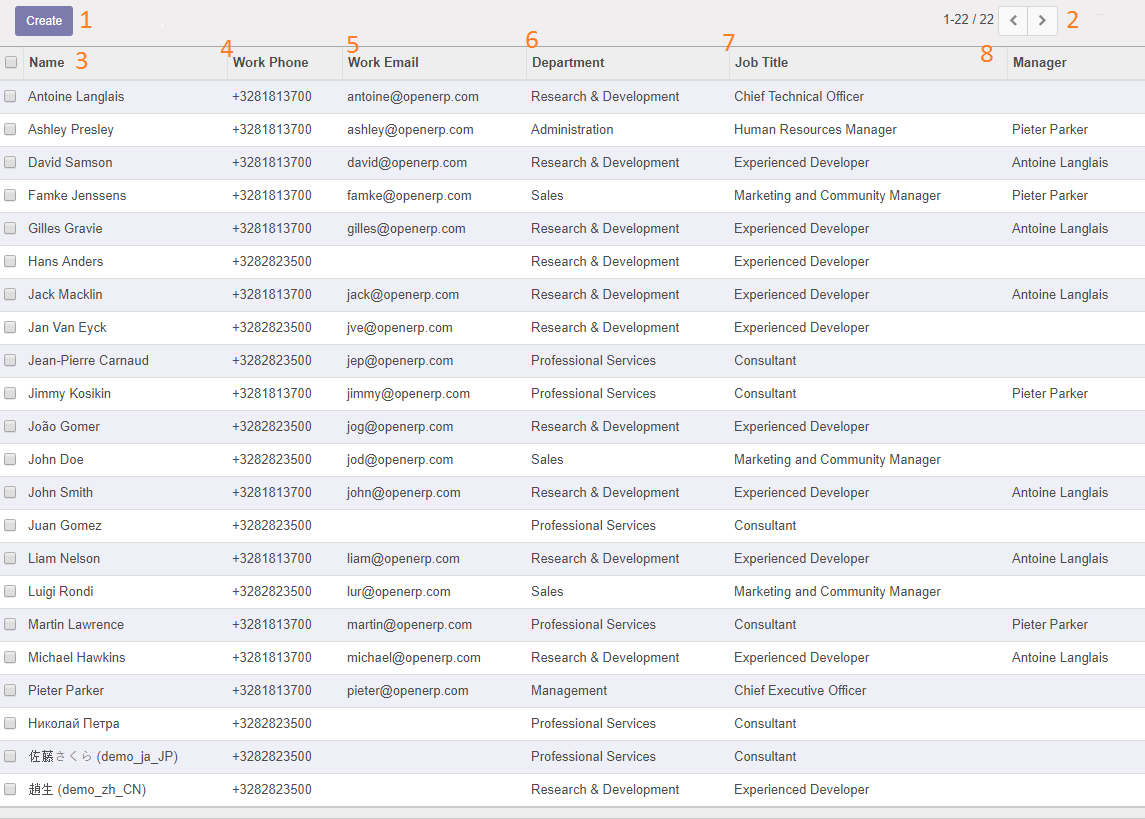 Create 1 1-22 / 22 2
Name 3 4 Work Phone 5 Work Email 6 Department 7 Job Title 8 Manager
Antoine Langlais +3281813700 antoine@openerp.com Research & Development Chief Technical Officer
Ashley Presley +3281813700 ashley@openerp.com Administration Human Resources Manager Pieter Parker
David Samson +3281813700 david@openerp.com Research & Development Experienced Developer Antoine Langlais
Famke Jenssens +3281813700 famke@openerp.com Sales Marketing and Community Manager Pieter Parker
Gilles Gravie +3281813700 gilles@openerp.com Research & Development Experienced Developer Antoine Langlais
Hans Anders +3282823500 Research & Development Experienced Developer
Jack Macklin +3281813700 jack@openerp.com Research & Development Experienced Developer Antoine Langlais
Jan Van Eyck +3282823500 jve@openerp.com Research & Development Experienced Developer
Jean-Pierre Carnaud +3282823500 jep@openerp.com Professional Services Consultant
Jimmy Kosikin +3281813700 jimmy@openerp.com Professional Services Consultant Pieter Parker
João Gomer +3282823500 jog@openerp.com Research & Development Experienced Developer
John Doe +3282823500 jod@openerp.com Sales Marketing and Community Manager
John Smith +3281813700 john@openerp.com Research & Development Experienced Developer Antoine Langlais
Juan Gomez +3282823500 Professional Services Consultant
Liam Nelson +3281813700 liam@openerp.com Research & Development Experienced Developer Antoine Langlais
Luigi Rondi +3282823500 lur@openerp.com Sales Marketing and Community Manager
Martin Lawrence +3281813700 martin@openerp.com Professional Services Consultant Pieter Parker
Michael Hawkins +3281813700 michael@openerp.com Research & Development Experienced Developer Antoine Langlais
Pieter Parker +3281813700 pieter@openerp.com Management Chief Executive Officer
Николай Петра +3282823500 Professional Services Consultant
佐藤さくら (demo_ja_JP) +3282823500 Professional Services Consultant
趙生 (demo_zh_CN) +3282823500 Research & Development Experienced Developer